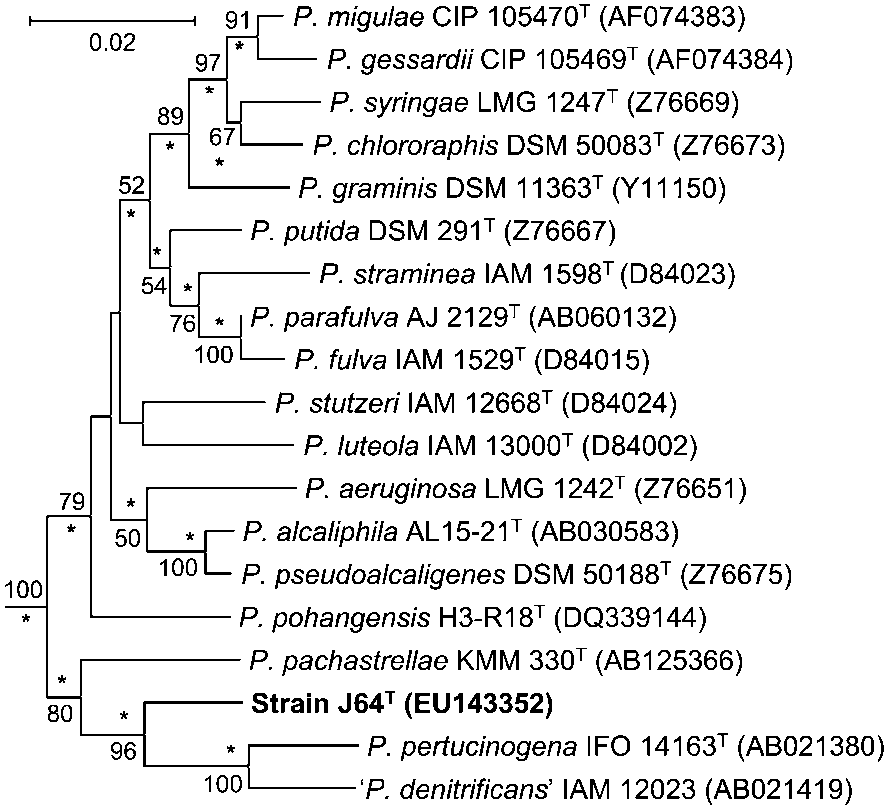 91 P. migulae CIP 105470ᵀ (AF074383)
0.02
*
97 P. gessardii CIP 105469ᵀ (AF074384)
*
P. syringae LMG 1247ᵀ (Z76669)
89 67 P. chlororaphis DSM 50083ᵀ (Z76673)
* *
52 P. graminis DSM 11363ᵀ (Y11150)
*
P. putida DSM 291ᵀ (Z76667)
*
54 * P. straminea IAM 1598ᵀ (D84023)
76 * P. parafulva AJ 2129ᵀ (AB060132)
100 P. fulva IAM 1529ᵀ (D84015)
P. stutzeri IAM 12668ᵀ (D84024)
P. luteola IAM 13000ᵀ (D84002)
P. aeruginosa LMG 1242ᵀ (Z76651)
79 *
* 50 * P. alcaliphila AL15-21ᵀ (AB030583)
100 P. pseudoalcaligenes DSM 50188ᵀ (Z76675)
100
* P. pohangensis H3-R18ᵀ (DQ339144)
P. pachastrellae KMM 330ᵀ (AB125366)
*
80 * Strain J64ᵀ (EU143352)
96 * P. pertucinogena IFO 14163ᵀ (AB021380)
100 ‘P. denitrificans’ IAM 12023 (AB021419)